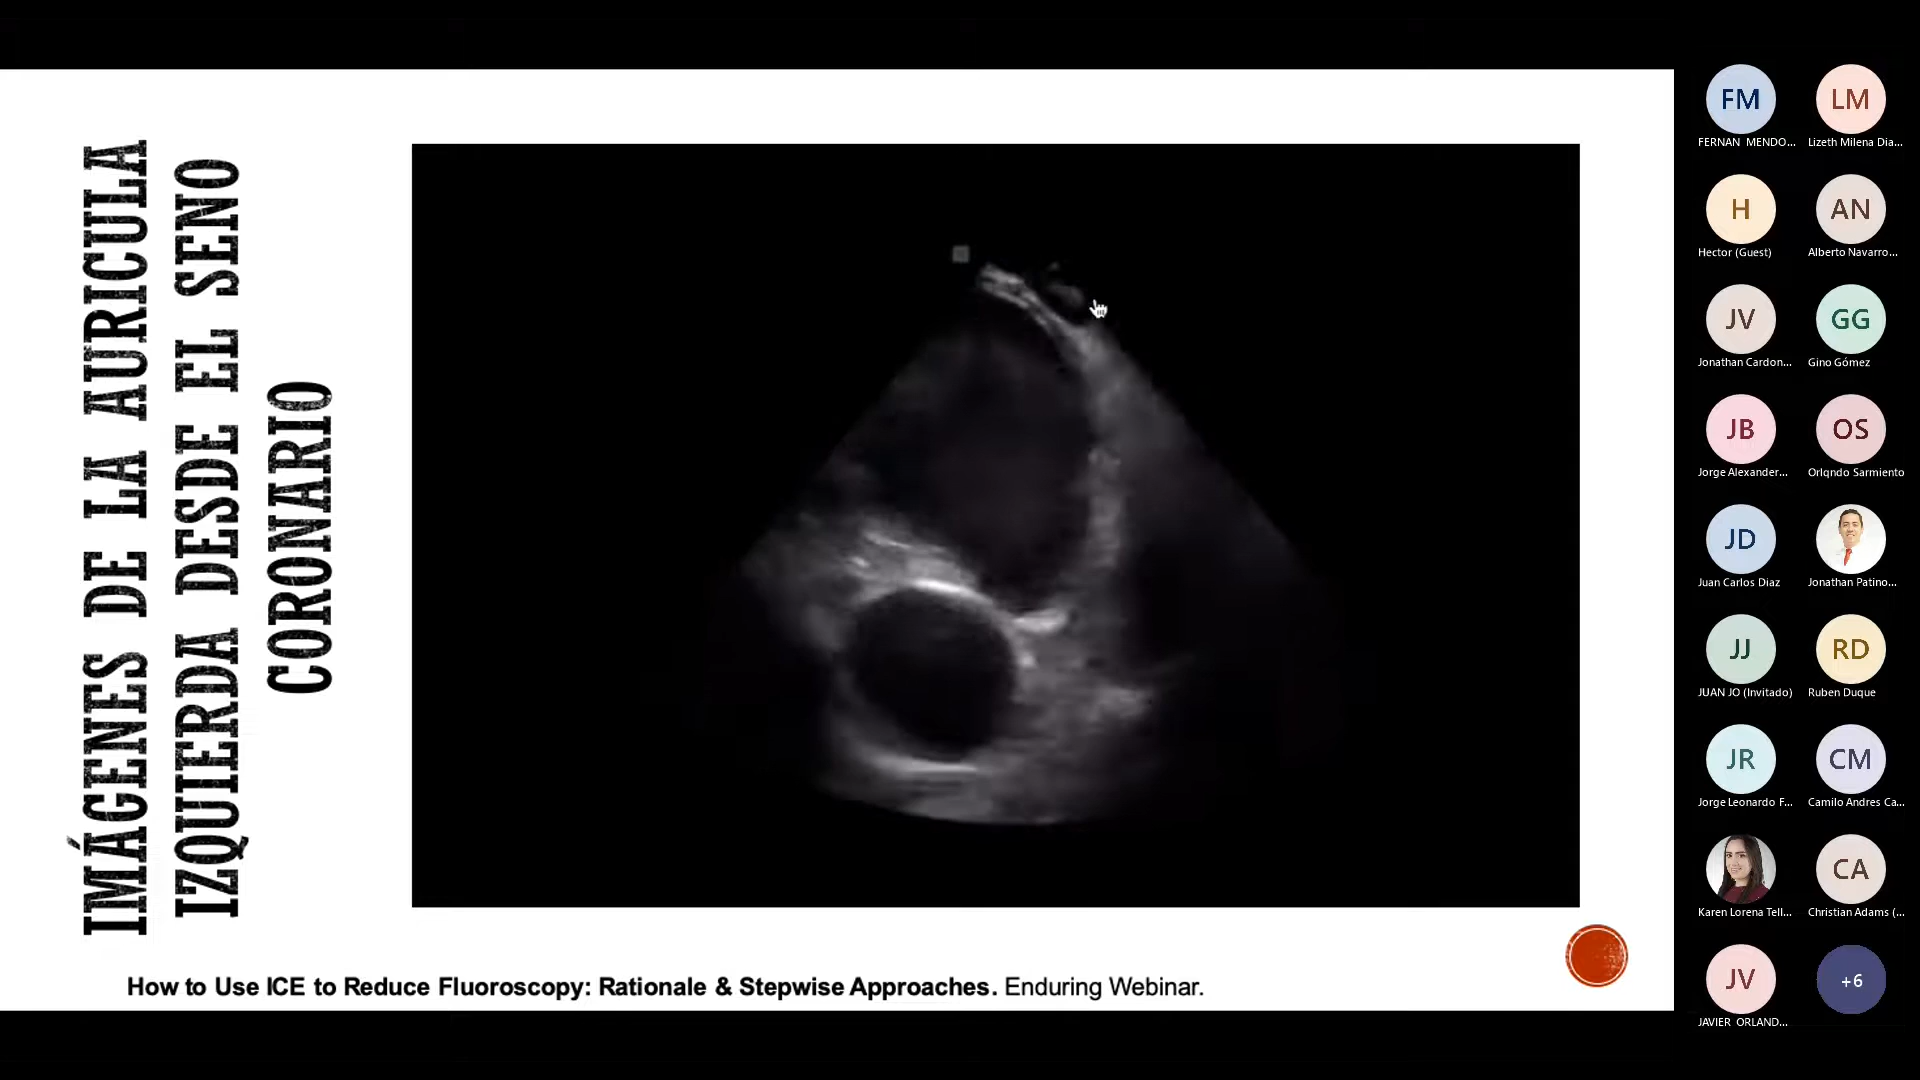 IMÁGENES DE LA AURICULA
IZQUIERDA DESDE EL SENO
CORONARIO
How to Use ICE to Reduce Fluoroscopy: Rationale & Stepwise Approaches. Enduring Webinar.
FM
FERNAN MENDO...
LM
Lizeth Milena Dia...
H
Hector (Guest)
AN
Alberto Navarro...
JV
Jonathan Cardon...
GG
Gino Gómez
JB
Jorge Alexander...
OS
Orlqndo Sarmiento
JD
Juan Carlos Diaz
Jonathan Patino...
JJ
JUAN JO (Invitado)
RD
Ruben Duque
JR
Jorge Leonardo F...
CM
Camilo Andres Ca...
Karen Lorena Tell...
CA
Christian Adams (...
JV
JAVIER ORLAND...
+6